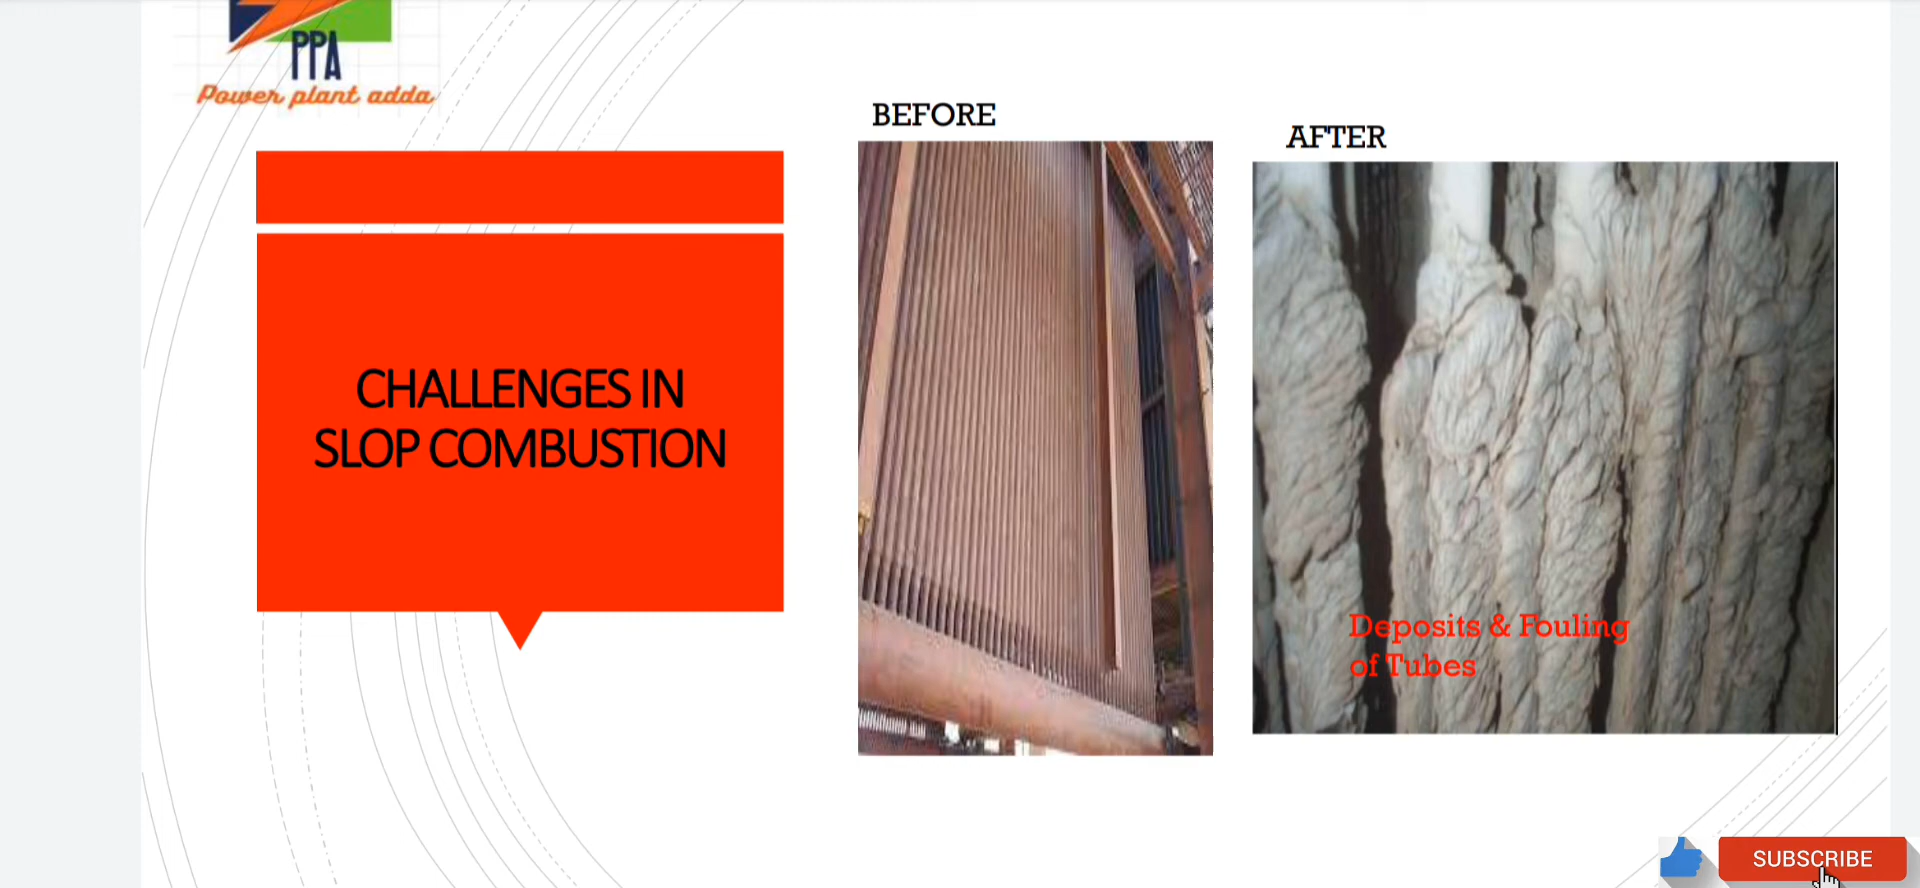 PPA
Power plant adda
BEFORE
AFTER
CHALLENGES IN
SLOP COMBUSTION
Deposits & Fouling
of Tubes
SUBSCRIBE